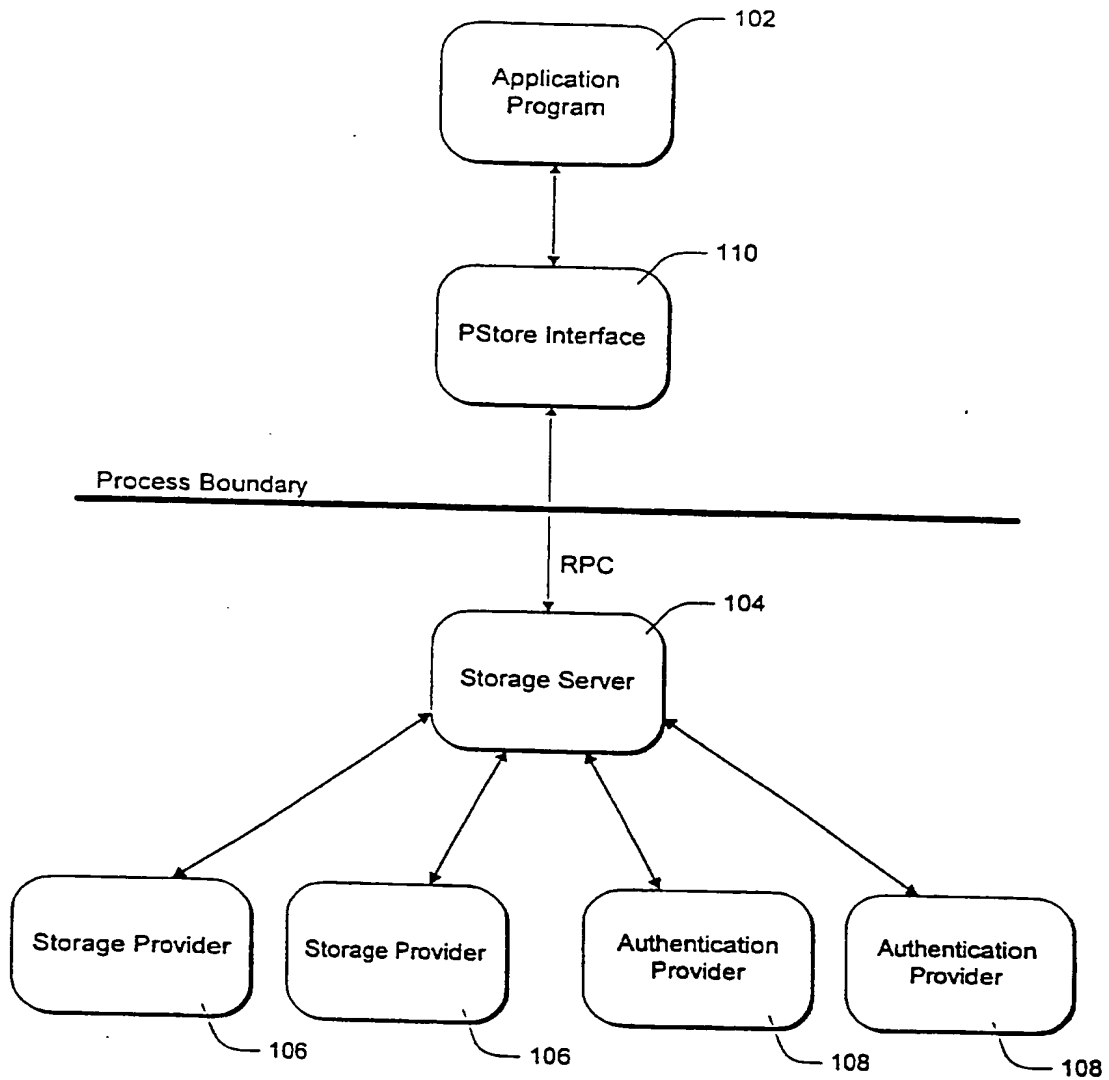 102
Application
Program
110
PStore Interface
Process Boundary
RPC
104
Storage Server
Storage Provider
Storage Provider
Authentication
Provider
Authentication
Provider
106
106
108
108